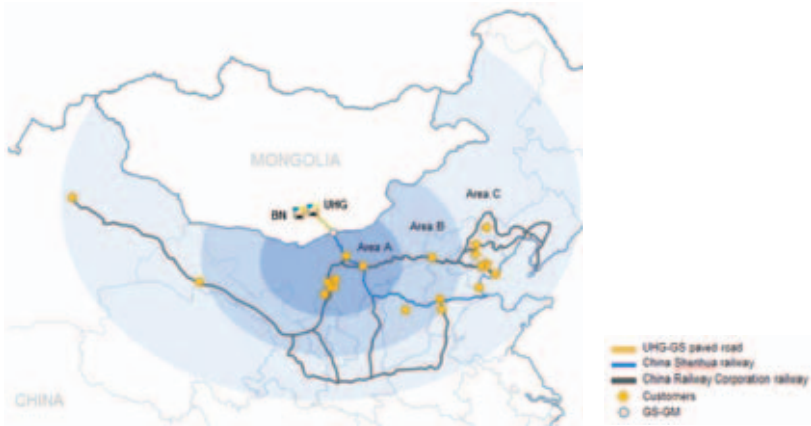 MONGOLIA
BN
UHG
Area C
Area B
Area A
CHINA
UHG-GS paved road
China Shenhua railway
China Railway Corporation railway
Customers
GS-GM